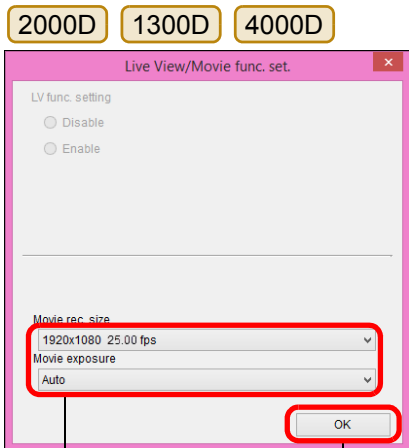 2000D 1300D 4000D
Live View/Movie func. set.
LV func. setting
Disable
Enable
Movie rec. size
1920x1080 25.00 fps
Movie exposure
Auto
OK